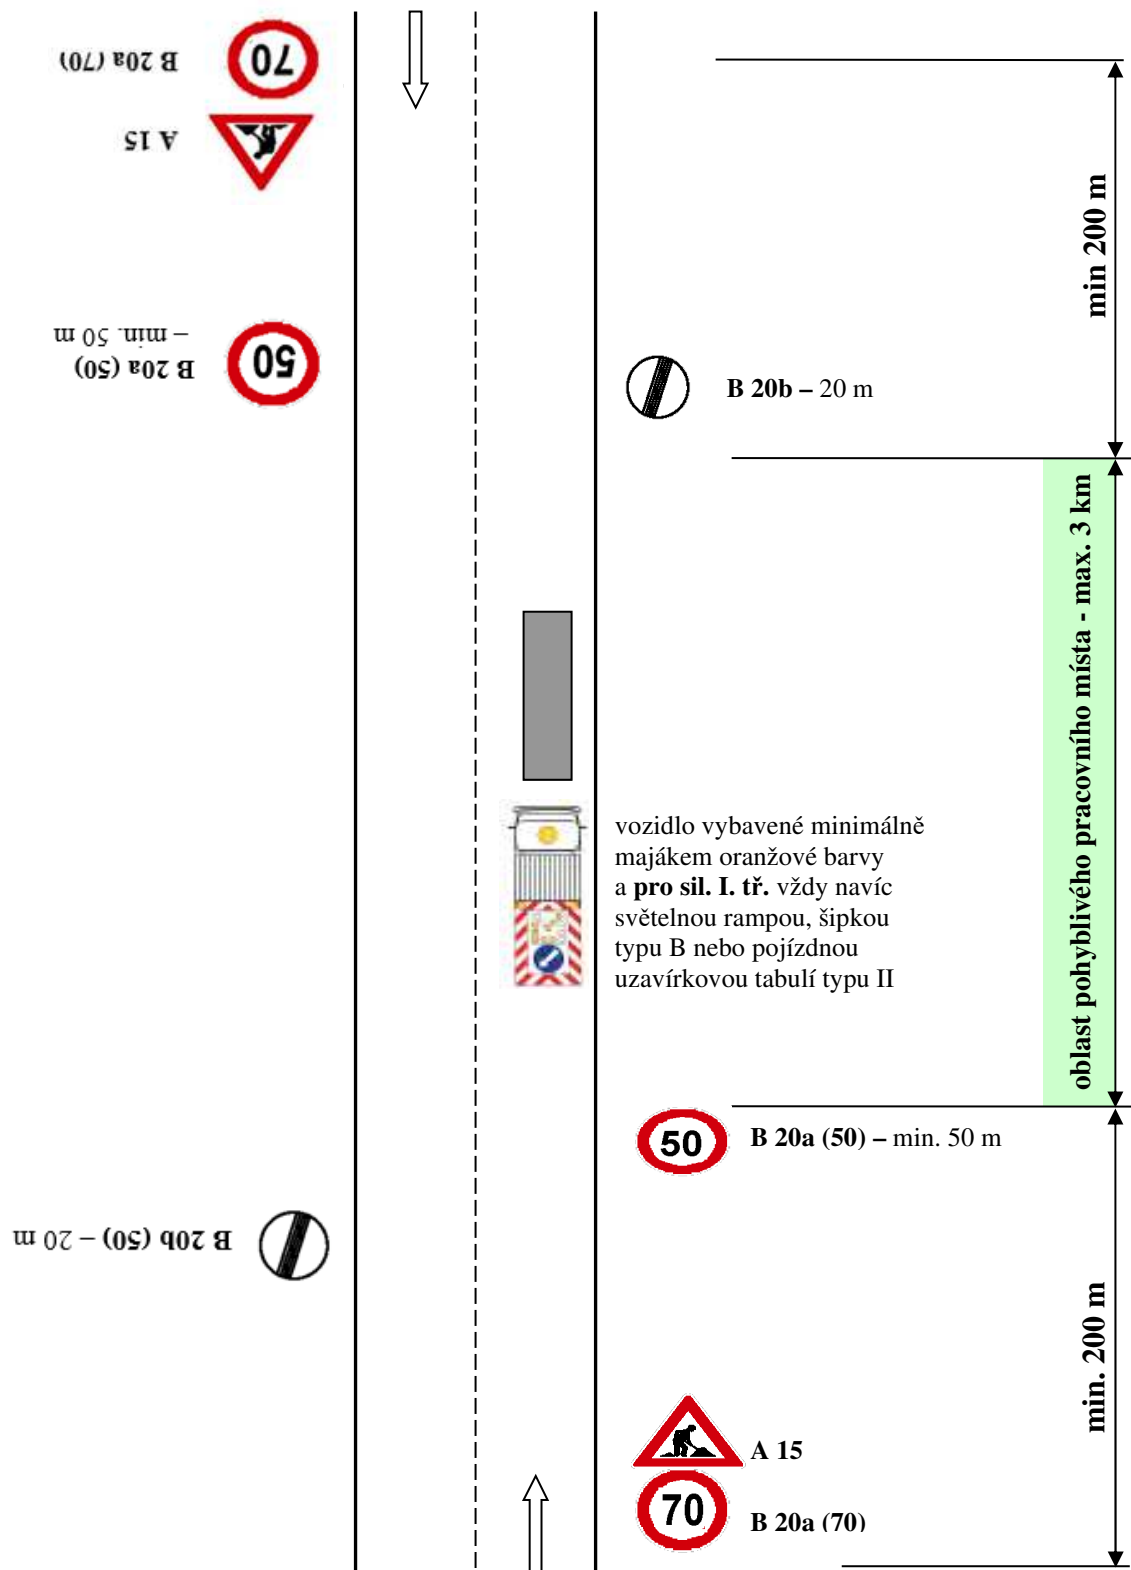 B 20a (70)
70
A 15
min 200 m
B 20a (50)
– min. 50 m
50
B 20b – 20 m
oblast pohyblivého pracovního místa - max. 3 km
vozidlo vybavené minimálně
majákem oranžové barvy
a pro sil. I. tř. vždy navíc
světelnou rampou, šipkou
typu B nebo pojízdnou
uzavírkovou tabulí typu II
50
B 20a (50) – min. 50 m
B 20b (50) – 20 m
min. 200 m
A 15
70
B 20a (70)